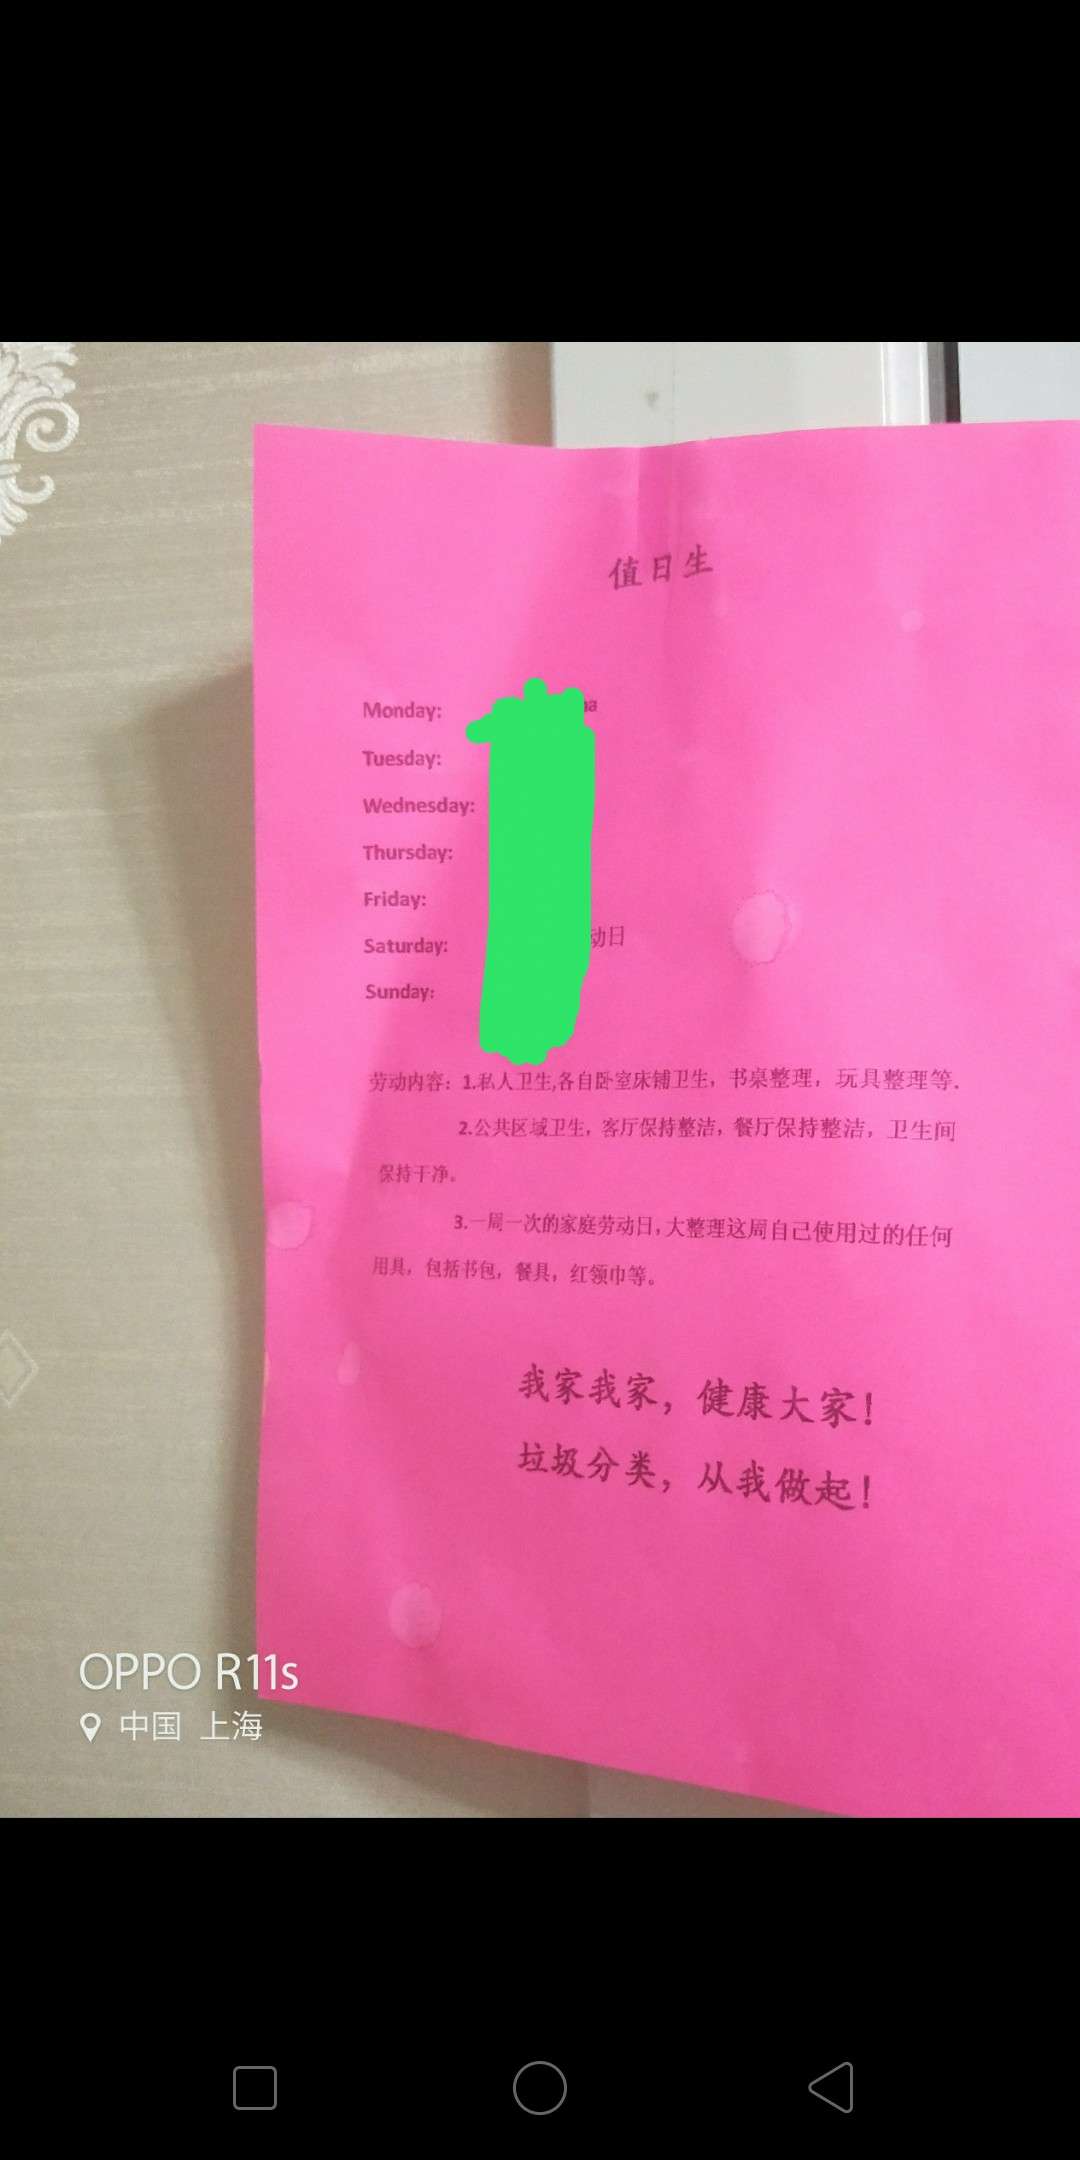 值日生
Monday:
Tuesday:
Wednesday:
Thursday:
Friday:
Saturday: 动日
Sunday:
劳动内容：1.私人卫生,各自卧室床铺卫生，书桌整理，玩具整理等.
2.公共区域卫生，客厅保持整洁，餐厅保持整洁，卫生间
保持干净。
3.一周一次的家庭劳动日,大整理这周自己使用过的任何
用具，包括书包，餐具，红领巾等。
我家我家，健康大家！
垃圾分类，从我做起！
OPPO R11s
中国 上海